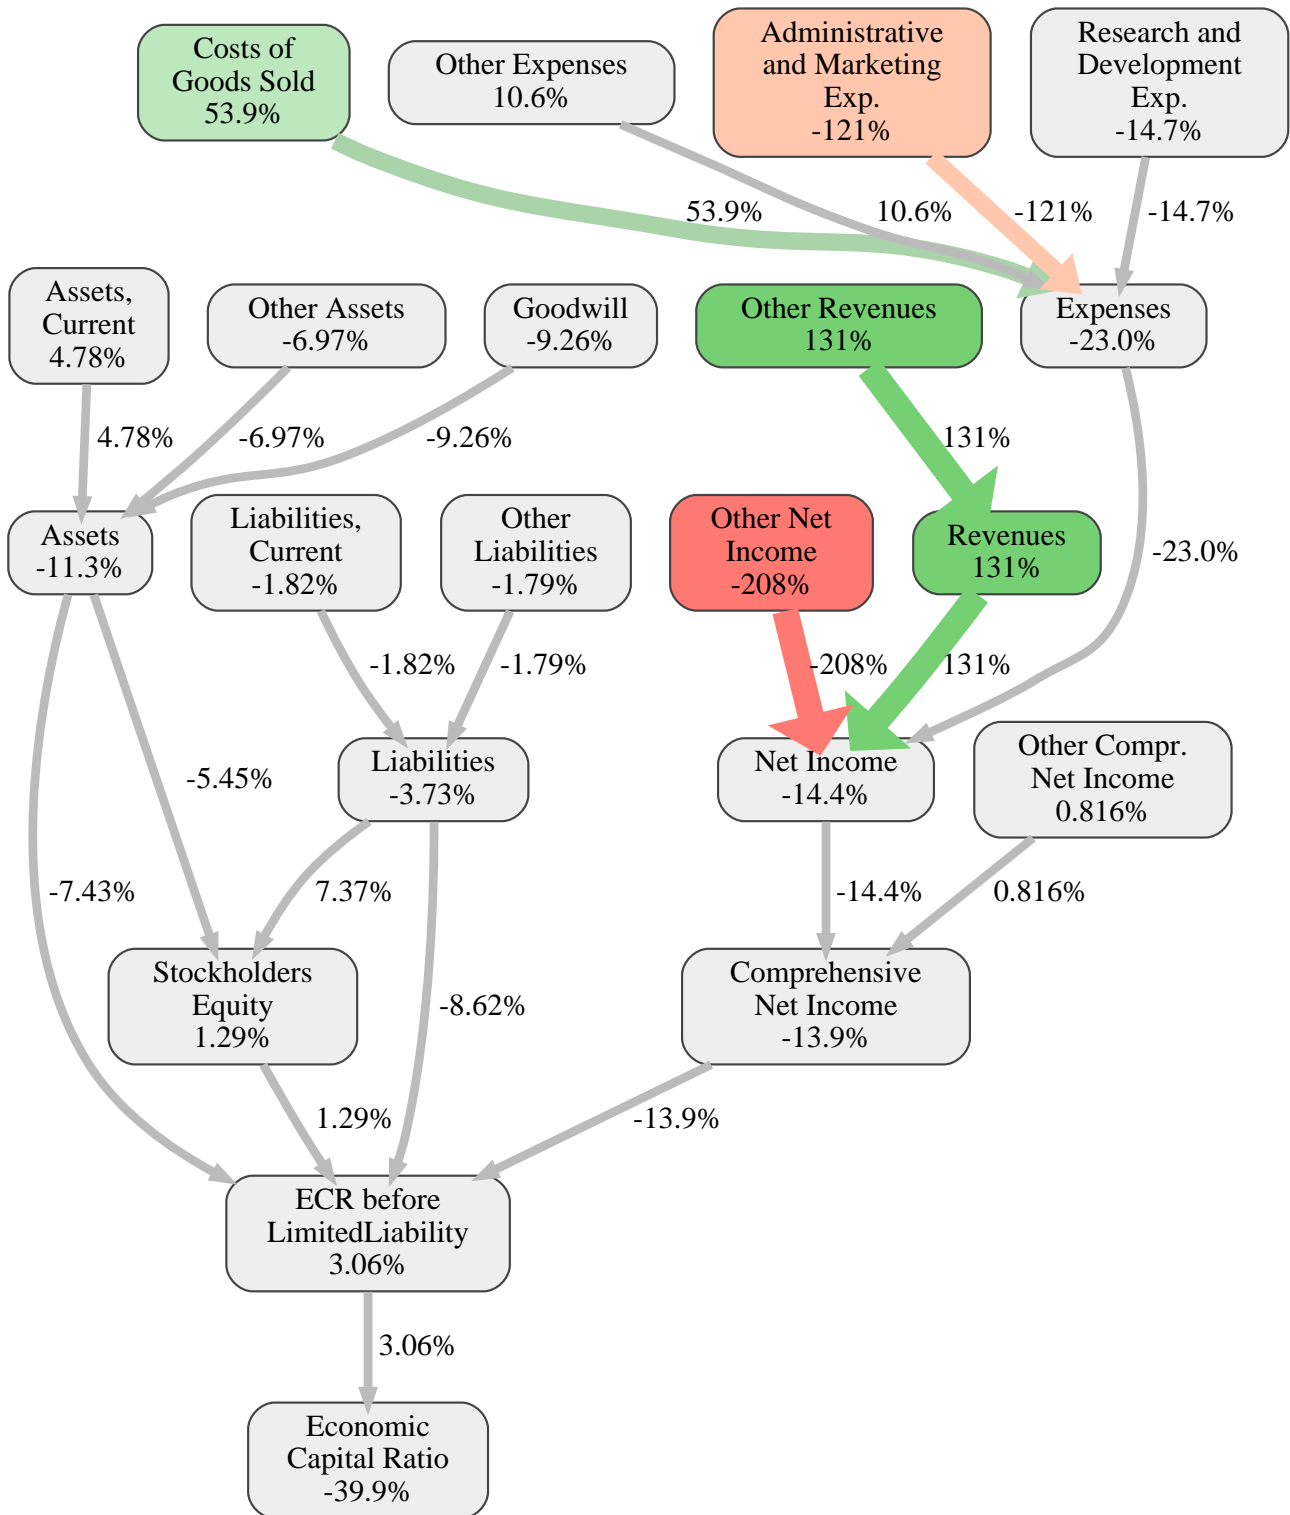 Costs of
Goods Sold
53.9%
Other Expenses
10.6%
Administrative
and Marketing
Exp.
-121%
Research and
Development
Exp.
-14.7%
53.9%
10.6%
-121%
-14.7%
Assets,
Current
4.78%
Other Assets
-6.97%
Goodwill
-9.26%
Other Revenues
131%
Expenses
-23.0%
4.78%
-6.97%
-9.26%
131%
Assets
-11.3%
Liabilities,
Current
-1.82%
Other
Liabilities
-1.79%
Other Net
Income
-208%
Revenues
131%
-23.0%
-1.82%
-1.79%
-208%
131%
-5.45%
Liabilities
-3.73%
Net Income
-14.4%
Other Compr.
Net Income
0.816%
-7.43%
7.37%
-14.4%
0.816%
Stockholders
Equity
1.29%
-8.62%
Comprehensive
Net Income
-13.9%
1.29%
-13.9%
ECR before
LimitedLiability
3.06%
3.06%
Economic
Capital Ratio
-39.9%